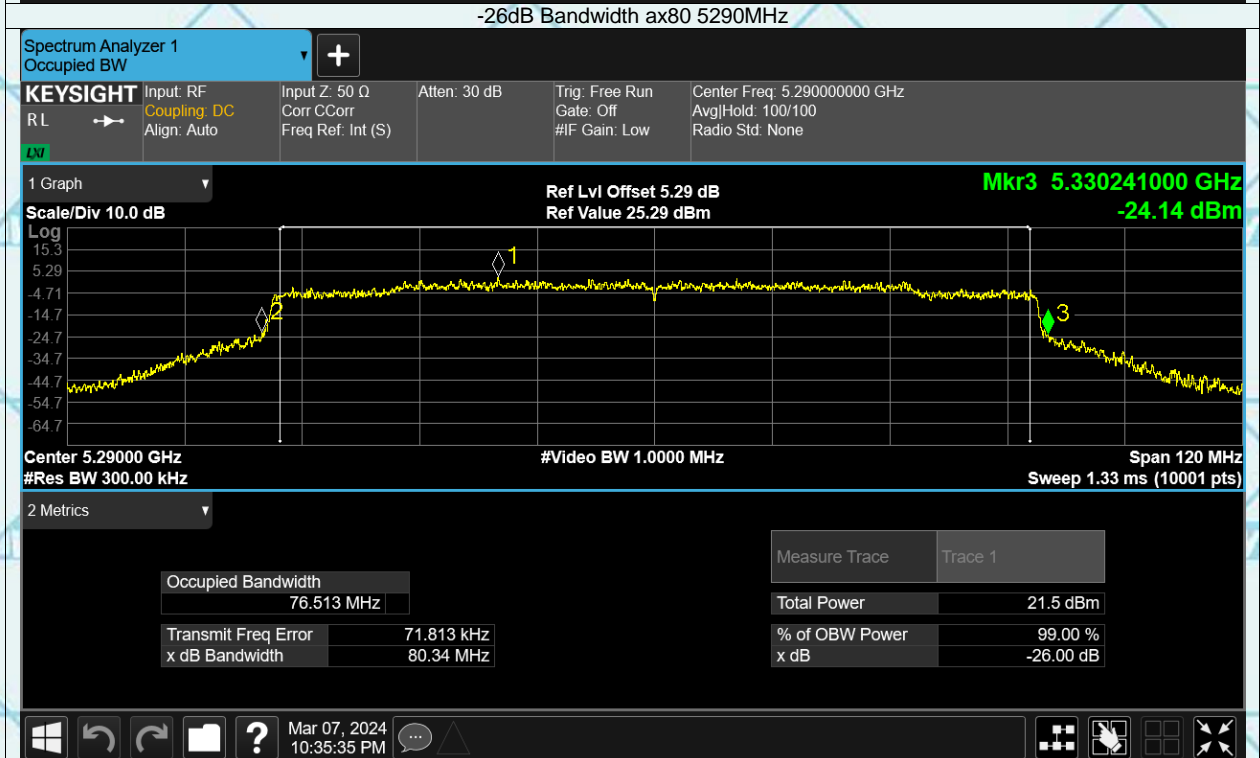 -26dB Bandwidth ax80 5290MHz
Spectrum Analyzer 1
Occupied BW
+
KEYSIGHT
R L
LXI
Input: RF
Coupling: DC
Align: Auto
Input Z: 50 Ω
Corr CCorr
Freq Ref: Int (S)
Atten: 30 dB
Trig: Free Run
Gate: Off
#IF Gain: Low
Center Freq: 5.290000000 GHz
Avg|Hold: 100/100
Radio Std: None
1 Graph
Scale/Div 10.0 dB
Ref Lvl Offset 5.29 dB
Ref Value 25.29 dBm
Mkr3 5.330241000 GHz
-24.14 dBm
Log
15.3
5.29
-4.71
-14.7
-24.7
-34.7
-44.7
-54.7
-64.7
1
2
3
Center 5.29000 GHz
#Video BW 1.0000 MHz
Span 120 MHz
#Res BW 300.00 kHz
Sweep 1.33 ms (10001 pts)
2 Metrics
Measure Trace
Trace 1
Occupied Bandwidth
76.513 MHz
Total Power
21.5 dBm
Transmit Freq Error
71.813 kHz
% of OBW Power
99.00 %
x dB Bandwidth
80.34 MHz
x dB
-26.00 dB
?
Mar 07, 2024
10:35:35 PM